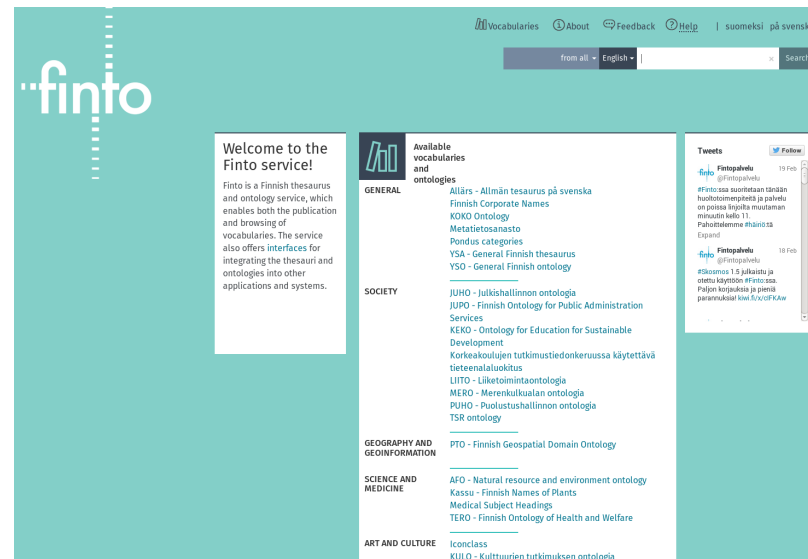 Vocabularies About Feedback Help | suomeksi på svensk
from all English Search
finto
Welcome to the
Finto service!
Finto is a Finnish thesaurus
and ontology service, which
enables both the publication
and browsing of
vocabularies. The service
also offers interfaces for
integrating the thesauri and
ontologies into other
applications and systems.
Available
vocabularies
and
ontologies
GENERAL
Allärs - Allmän tesaurus på svenska
Finnish Corporate Names
KOKO Ontology
Metatietosanasto
Pondus categories
YSA - General Finnish thesaurus
YSO - General Finnish ontology
SOCIETY
JUHO - Julkishallinnon ontologia
JUPO - Finnish Ontology for Public Administration
Services
KEKO - Ontology for Education for Sustainable
Development
Korkeakoulujen tutkimustiedonkeruussa käytettävä
tieteenalaluokitus
LIITO - Liiketoimintaontologia
MERO - Merenkulkualan ontologia
PUHO - Puolustushallinnon ontologia
TSR ontology
GEOGRAPHY AND
GEOINFORMATION
PTO - Finnish Geospatial Domain Ontology
SCIENCE AND
MEDICINE
AFO - Natural resource and environment ontology
Kassu - Finnish Names of Plants
Medical Subject Headings
TERO - Finnish Ontology of Health and Welfare
ART AND CULTURE
Iconclass
KULO - Kulttuurien tutkimuksen ontologia
Tweets Follow
finto Fintopalvelu 19 Feb
@Fintopalvelu
#Finto:ssa suoritetaan tänään
huoltotoimenpiteitä ja palvelu
on poissa linjoilta muutaman
minuutin kello 11.
Pahoittelemme #häiriö:tä
Expand
finto Fintopalvelu 18 Feb
@Fintopalvelu
#Skosmos 1.5 julkaistu ja
otettu käyttöön #Finto:ssa.
Paljon korjauksia ja pieniä
parannuksia! kiwi.fi/x/cIFKAw